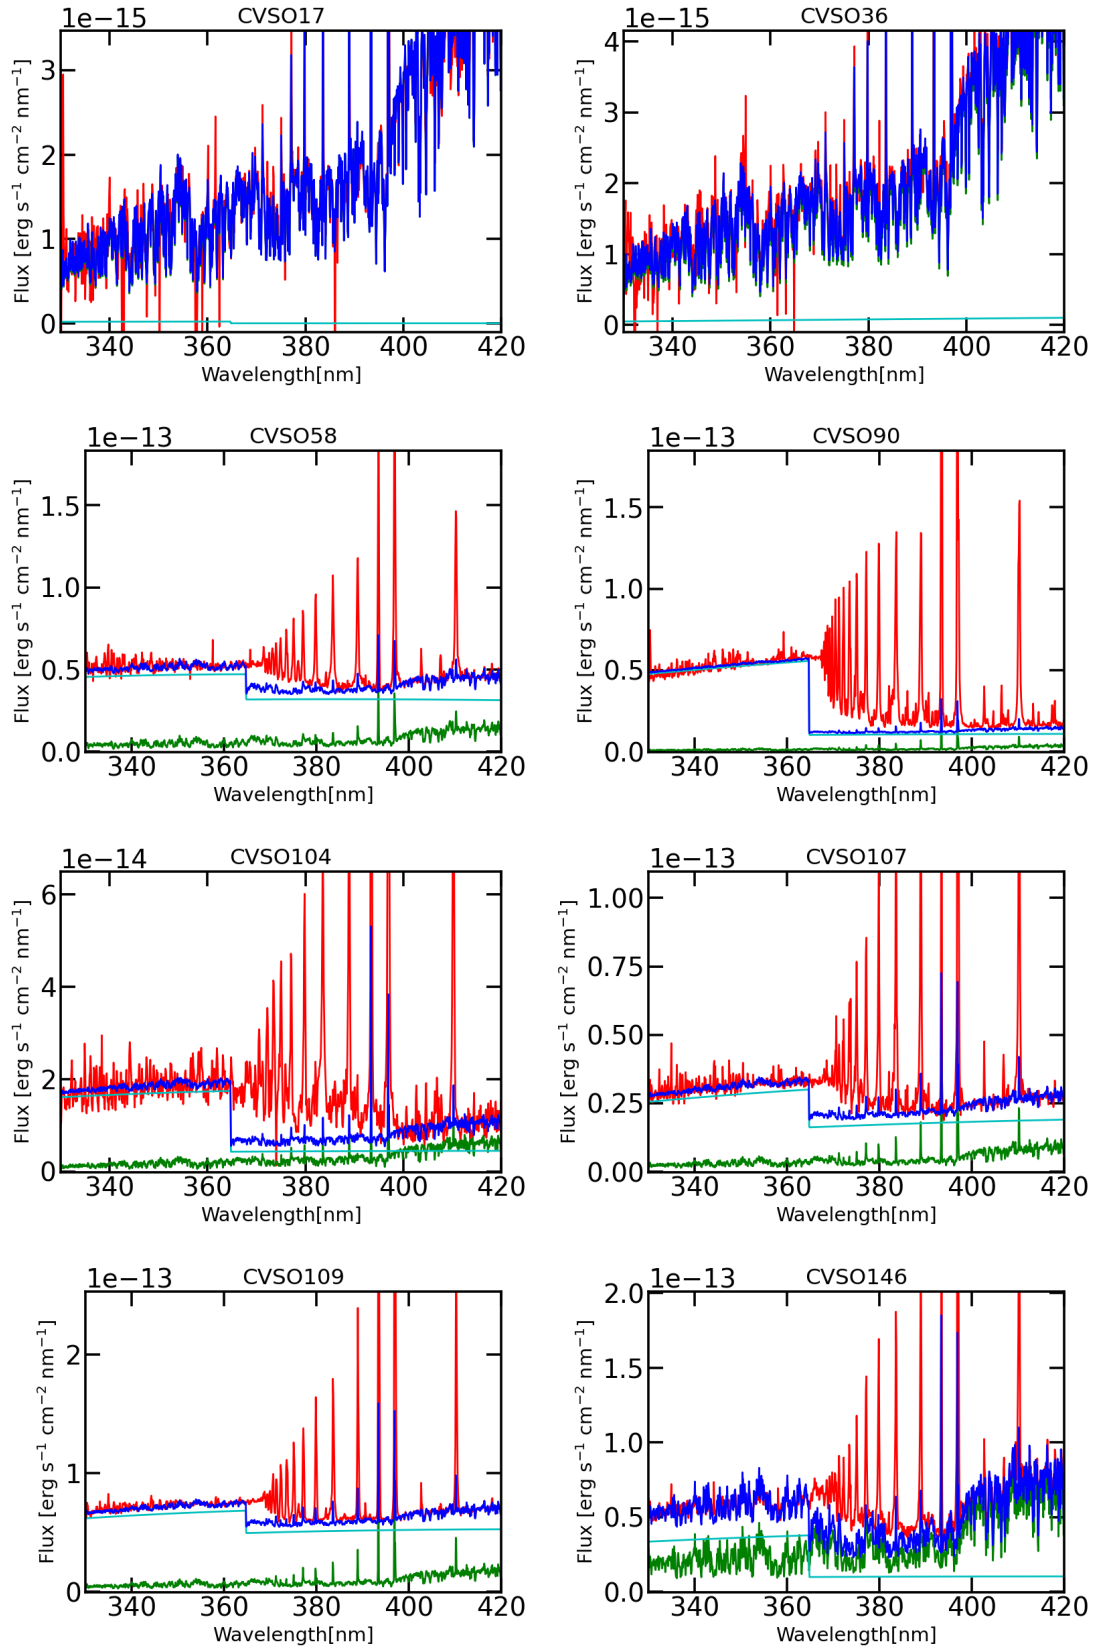 1e−15 CVSO17
3
2
1
0
Flux [erg s⁻¹ cm⁻² nm⁻¹]
340 360 380 400 420
Wavelength[nm]
1e−15 CVSO36
4
3
2
1
0
Flux [erg s⁻¹ cm⁻² nm⁻¹]
340 360 380 400 420
Wavelength[nm]
1e−13 CVSO58
1.5
1.0
0.5
0.0
Flux [erg s⁻¹ cm⁻² nm⁻¹]
340 360 380 400 420
Wavelength[nm]
1e−13 CVSO90
1.5
1.0
0.5
0.0
Flux [erg s⁻¹ cm⁻² nm⁻¹]
340 360 380 400 420
Wavelength[nm]
1e−14 CVSO104
6
4
2
0
Flux [erg s⁻¹ cm⁻² nm⁻¹]
340 360 380 400 420
Wavelength[nm]
1e−13 CVSO107
1.00
0.75
0.50
0.25
0.00
Flux [erg s⁻¹ cm⁻² nm⁻¹]
340 360 380 400 420
Wavelength[nm]
1e−13 CVSO109
2
1
0
Flux [erg s⁻¹ cm⁻² nm⁻¹]
340 360 380 400 420
Wavelength[nm]
1e−13 CVSO146
2.0
1.5
1.0
0.5
0.0
Flux [erg s⁻¹ cm⁻² nm⁻¹]
340 360 380 400 420
Wavelength[nm]